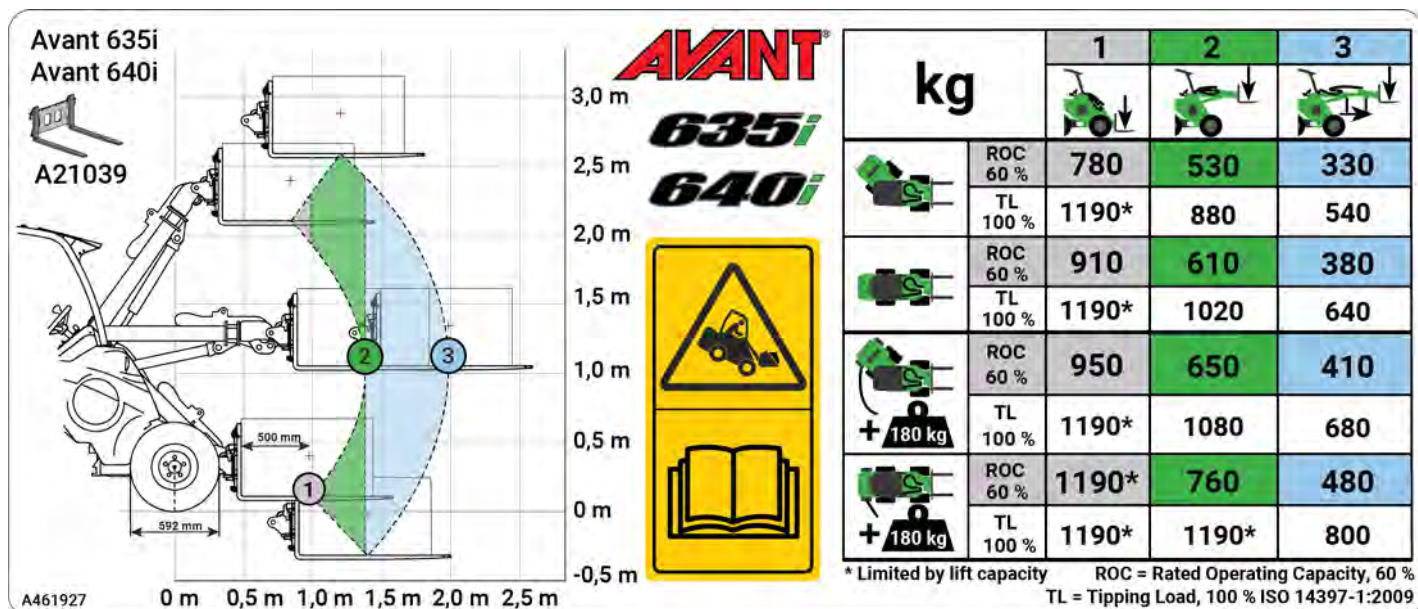 Avant 635i
Avant 640i
A21039
3,0 m
2,5 m
2,0 m
1,5 m
1,0 m
0,5 m
0 m
-0,5 m
2
3
1
500 mm
592 mm
A461927
0 m 0,5 m 1,0 m 1,5 m 2,0 m 2,5 m
AVANT®
635i
640i
kg 1 2 3
ROC 60 % 780 530 330
TL 100 % 1190* 880 540
ROC 60 % 910 610 380
TL 100 % 1190* 1020 640
ROC 60 % 950 650 410
+ 180 kg TL 100 % 1190* 1080 680
ROC 60 % 1190* 760 480
+ 180 kg TL 100 % 1190* 1190* 800
* Limited by lift capacity ROC = Rated Operating Capacity, 60 %
TL = Tipping Load, 100 % ISO 14397-1:2009